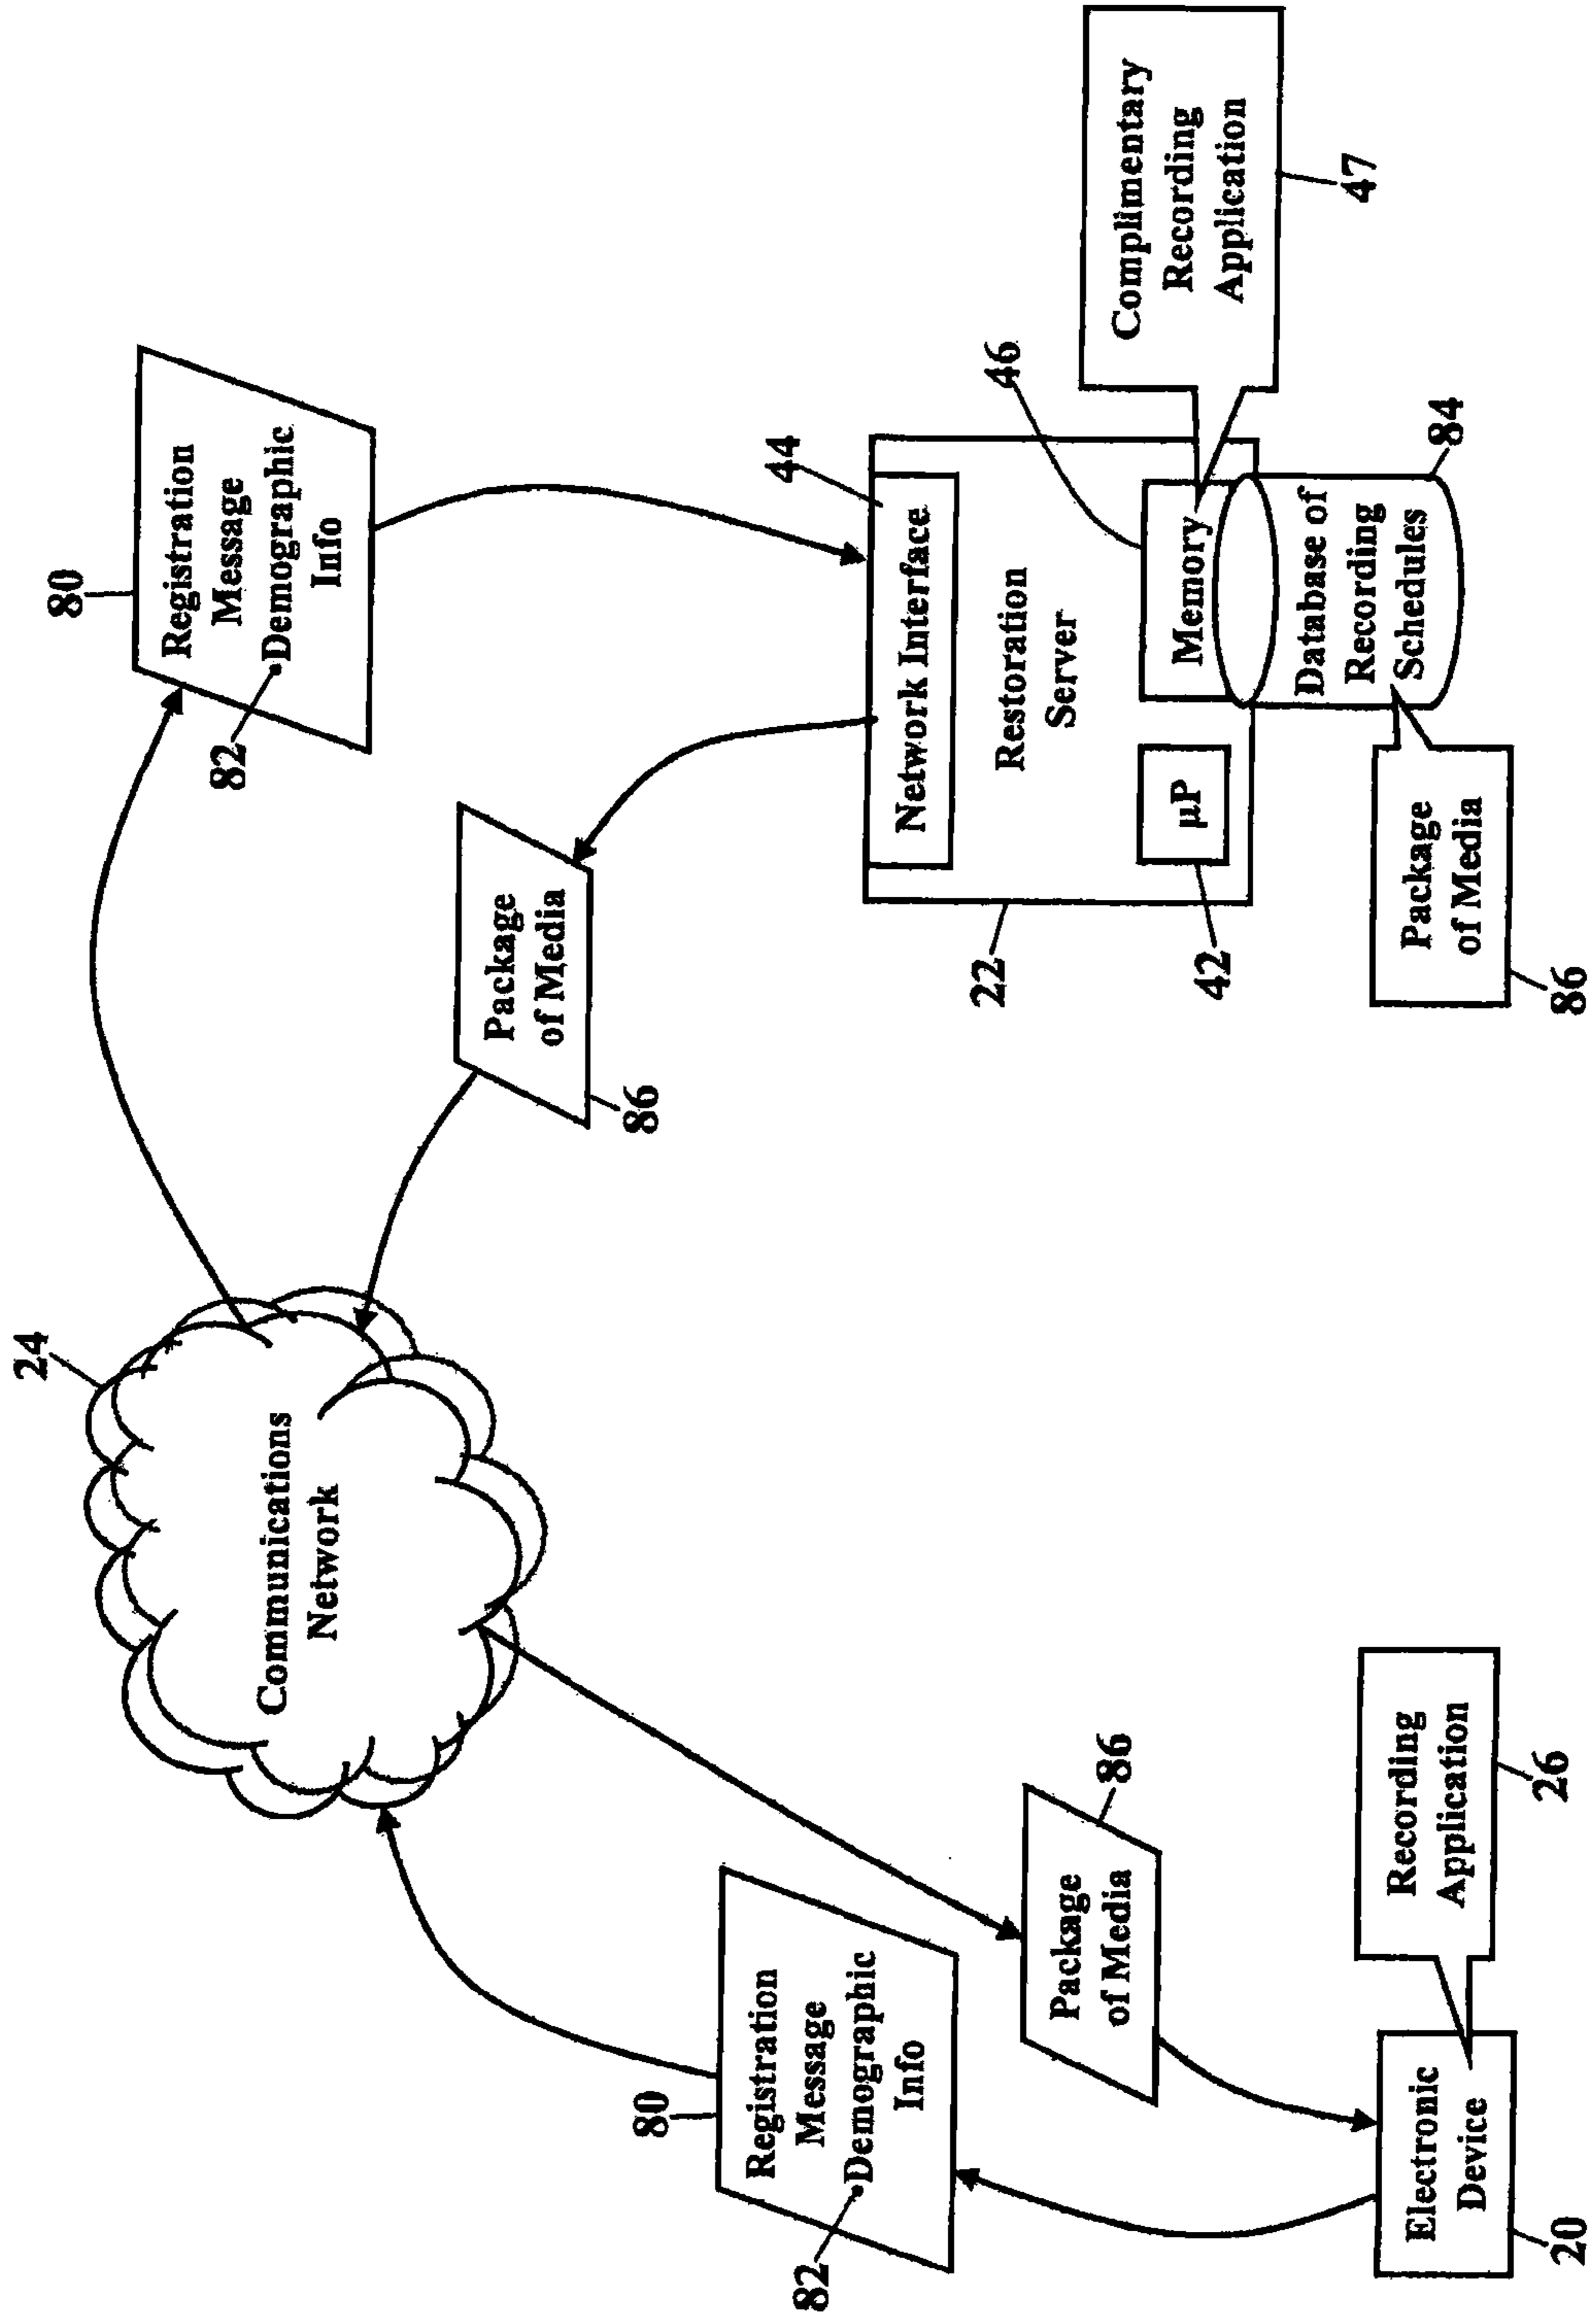 24
Communications
Network
80
Registration
Message
•Demographic
Info
82
80
Registration
Message
•Demographic
Info
82
Package
of Media
86
Package
of Media
86
Electronic
Device
20
Recording
Application
26
44
Network Interface
Restoration
Server
22
µP
42
46
Memory
Complimentary
Recording
Application
47
Database of
Recording
Schedules
84
Package
of Media
86